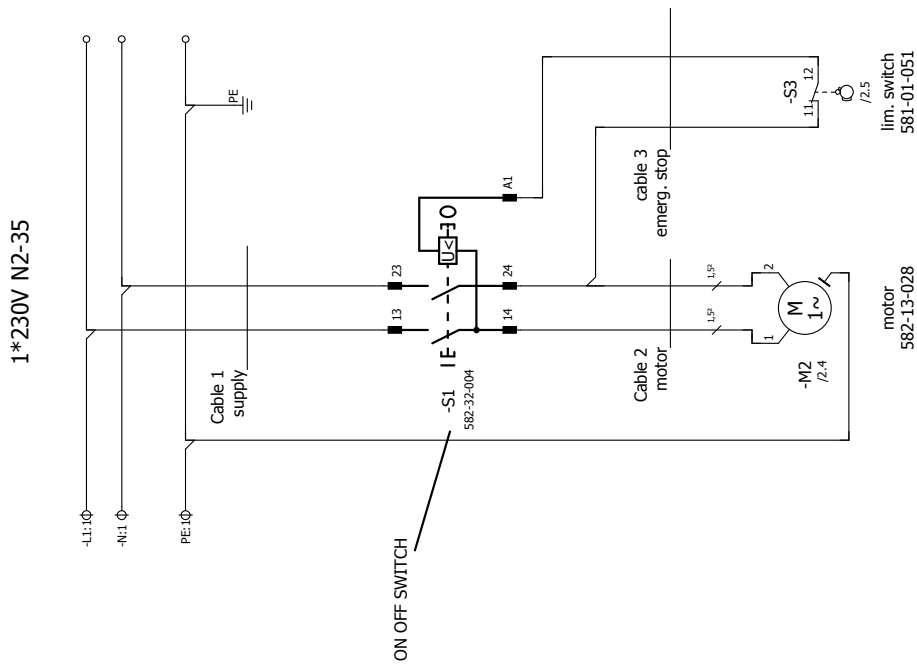 1*230V N2-35
-L1:1
-N:1
PE:1
PE
Cable 1
supply
13
23
A1
U<
-S1
582-32-004
14
24
ON OFF SWITCH
Cable 2
motor
cable 3
emerg. stop
1,5²
1,5²
1
2
M
1~
-M2
/2.4
11
12
-S3
/2.5
motor
582-13-028
lim. switch
581-01-051